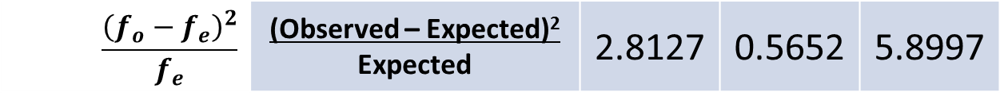 (fₒ − fₑ)²
fₑ
(Observed – Expected)²
Expected
2.8127 0.5652 5.8997